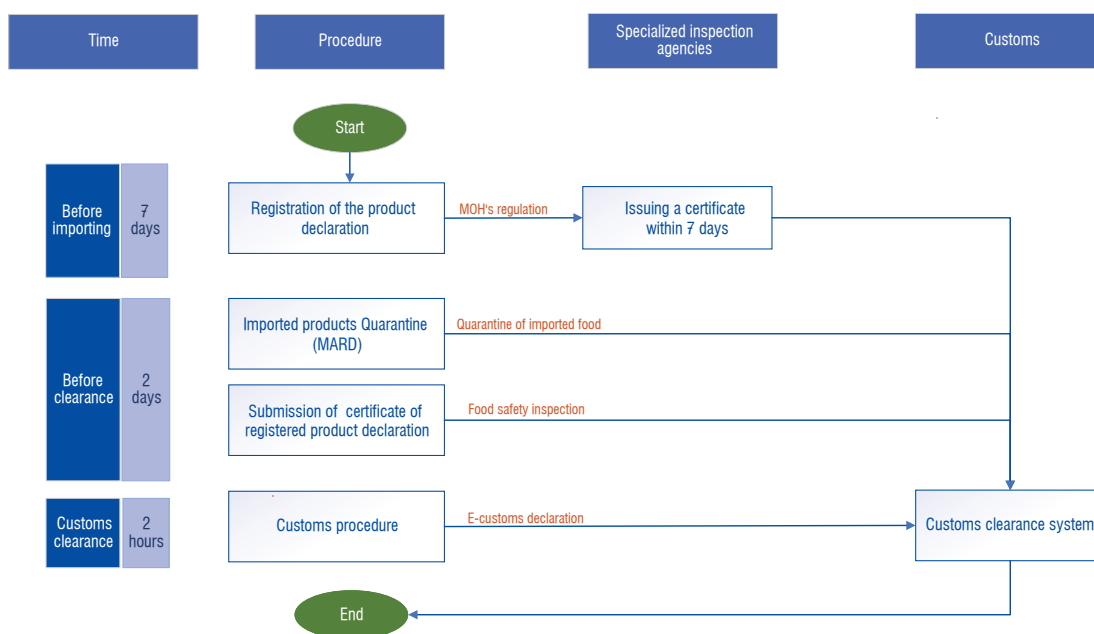 Time
Procedure
Specialized inspection
agencies
Customs
Start
Before
importing
7
days
Registration of the product
declaration
MOH's regulation
Issuing a certificate
within 7 days
Before
clearance
2
days
Imported products Quarantine
(MARD)
Quarantine of imported food
Submission of certificate of
registered product declaration
Food safety inspection
Customs
clearance
2
hours
Customs procedure
E-customs declaration
Customs clearance system
End